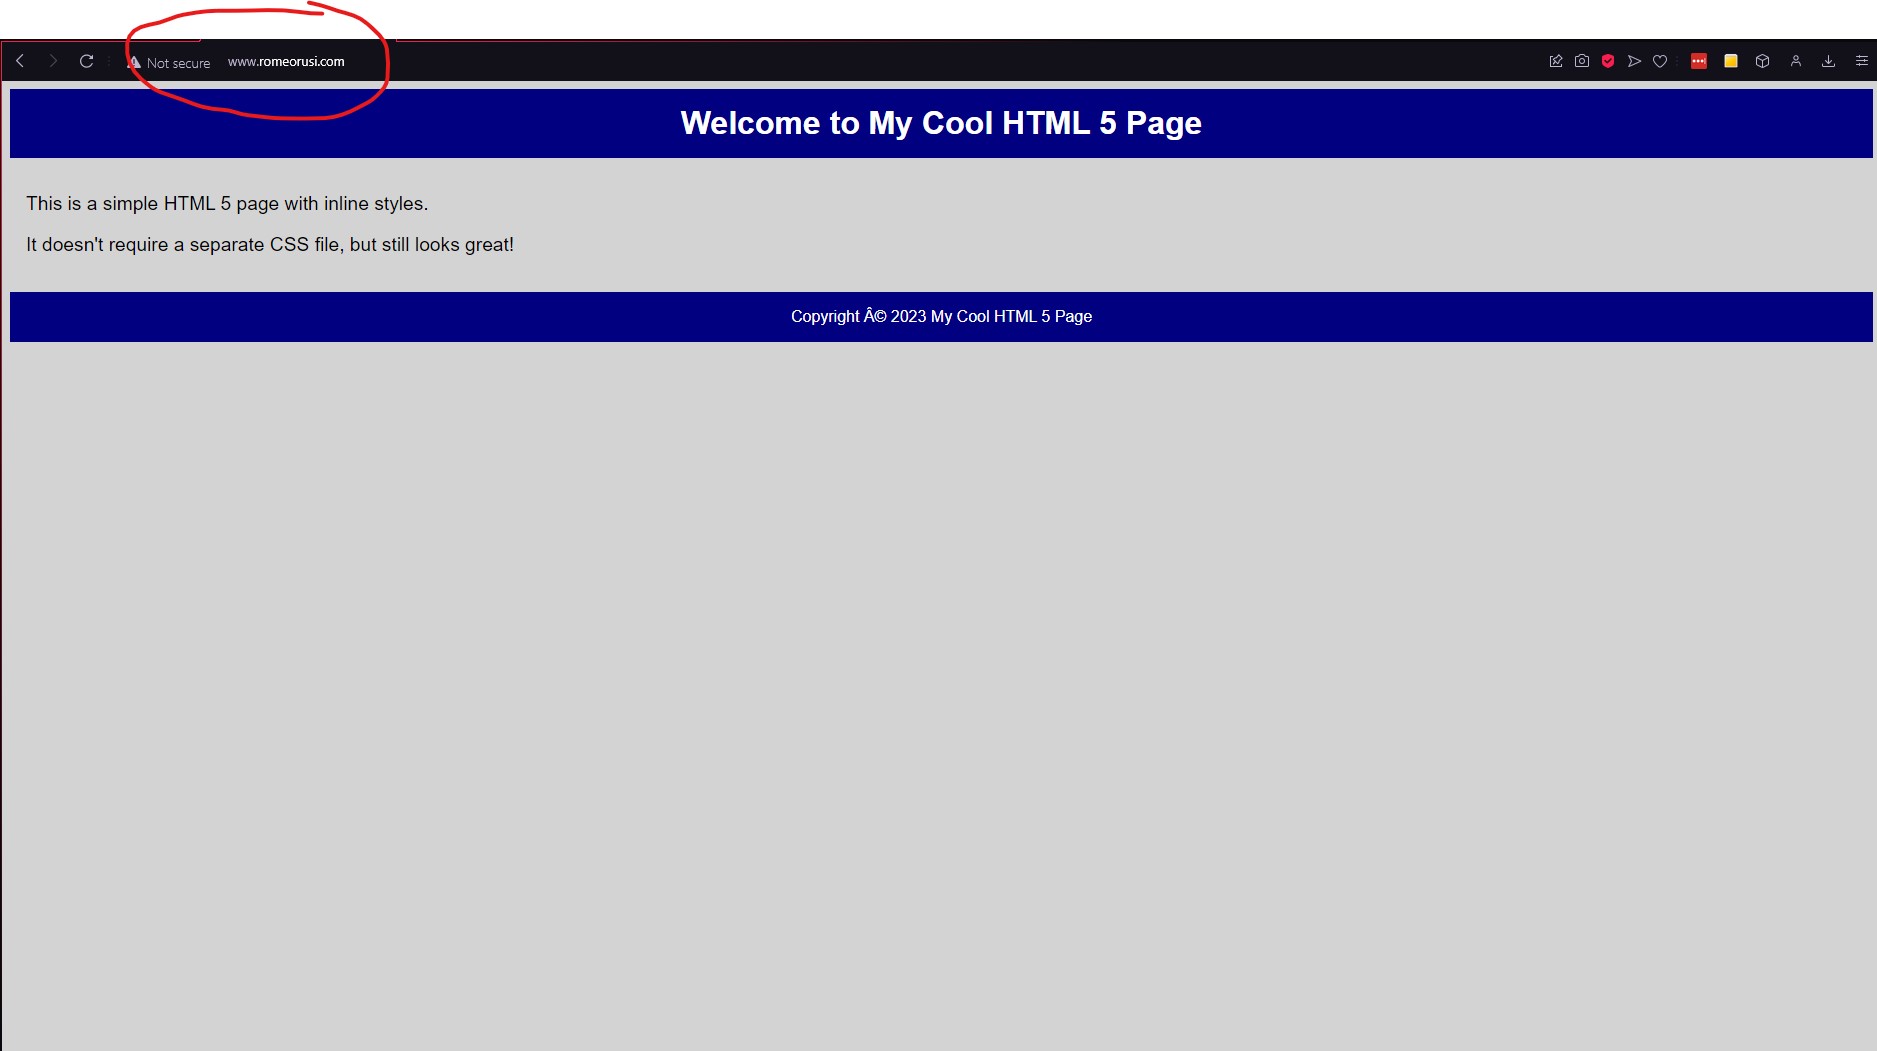 Not secure www.romeorusi.com
Welcome to My Cool HTML 5 Page
This is a simple HTML 5 page with inline styles.
It doesn't require a separate CSS file, but still looks great!
Copyright Â© 2023 My Cool HTML 5 Page